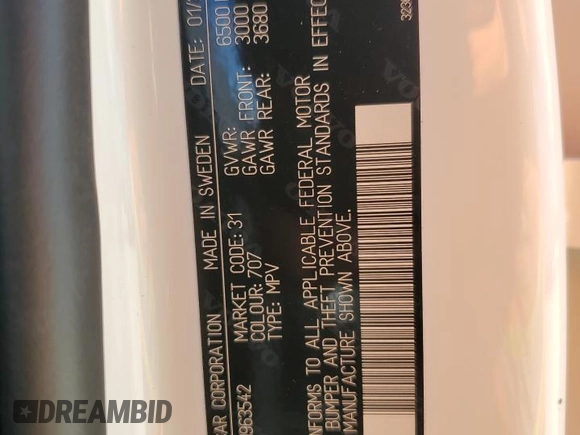 CAR CORPORATION MADE IN SWEDEN DATE: 01/
963542 MARKET CODE: 31 GVWR: 6500
COLOUR: 707 GAWR FRONT: 3000
TYPE: MPV GAWR REAR: 3680
TO ALL APPLICABLE FEDERAL MOTOR
BUMPER AND THEFT PREVENTION STANDARDS IN EFFEC
MANUFACTURE SHOWN ABOVE.
VOLVO
DREAMBID